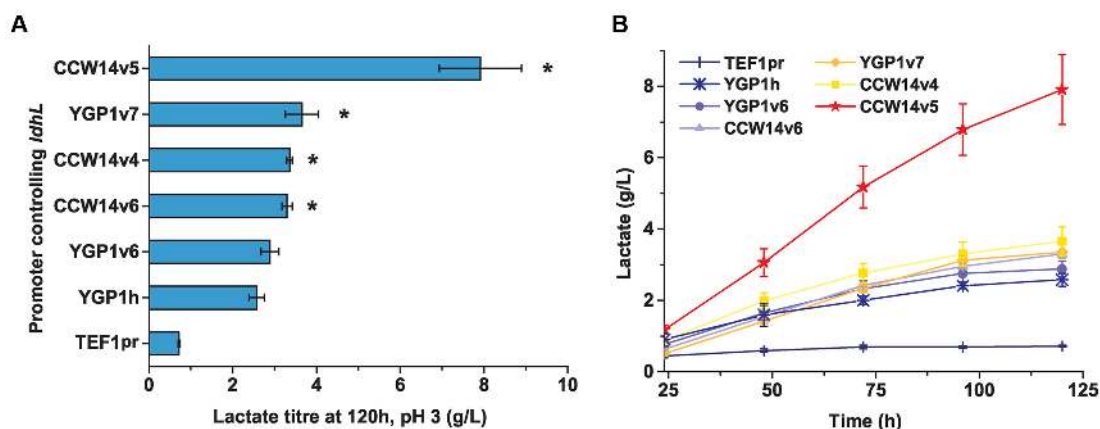 A
Promoter controlling ldhL
CCW14v5
*
YGP1v7
*
CCW14v4
*
CCW14v6
*
YGP1v6
YGP1h
TEF1pr
0 2 4 6 8 10
Lactate titre at 120h, pH 3 (g/L)
B
Lactate (g/L)
8
6
4
2
0
TEF1pr
YGP1h
YGP1v6
CCW14v6
YGP1v7
CCW14v4
CCW14v5
25 50 75 100 125
Time (h)